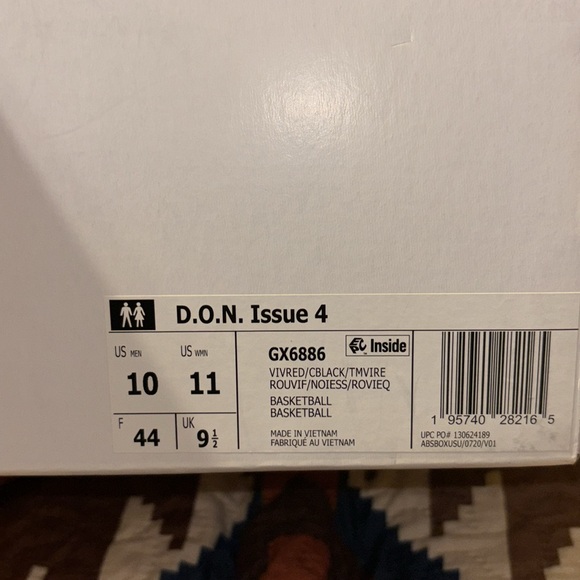 D.O.N. Issue 4
US MEN
10
US WMN
11
F
44
UK
9 1/2
GX6886
Inside
VIVRED/CBLACK/TMVIRE
ROUVIF/NOIESS/ROVIEQ
BASKETBALL
BASKETBALL
MADE IN VIETNAM
FABRIQUÉ AU VIETNAM
1 95740 28216 5
UPC PO# 130624189
ABSBOXUSU/0720/V01